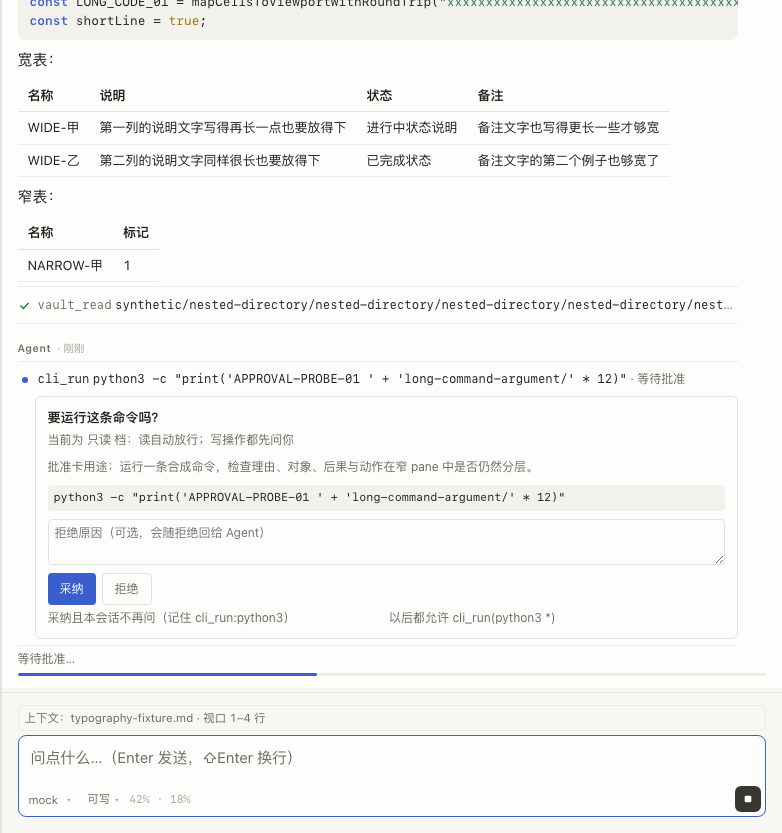 const LONG_CODE_01 = mapCellsToViewportWithRoundTrip("xxxxxxxxxxxxxxxxxxxxxxxxxxxxxxxxxxxxxxx
const shortLine = true;
宽表：
名称 说明 状态 备注
WIDE-甲 第一列的说明文字写得再长一点也要放得下 进行中状态说明 备注文字也写得更长一些才够宽
WIDE-乙 第二列的说明文字同样很长也要放得下 已完成状态 备注文字的第二个例子也够宽了
窄表：
名称 标记
NARROW-甲 1
vault_read synthetic/nested-directory/nested-directory/nested-directory/nested-directory/nest…
Agent · 刚刚
cli_run python3 -c "print('APPROVAL-PROBE-01 ' + 'long-command-argument/' * 12)" · 等待批准
要运行这条命令吗？
当前为 只读 档：读自动放行；写操作都先问你
批准卡用途：运行一条合成命令，检查理由、对象、后果与动作在窄 pane 中是否仍然分层。
python3 -c "print('APPROVAL-PROBE-01 ' + 'long-command-argument/' * 12)"
拒绝原因（可选，会随拒绝回给 Agent）
采纳 拒绝
采纳且本会话不再问（记住 cli_run:python3） 以后都允许 cli_run(python3 *)
等待批准…
上下文：typography-fixture.md · 视口 1–4 行
问点什么…（Enter 发送，⇧Enter 换行）
mock 可写 42% · 18%